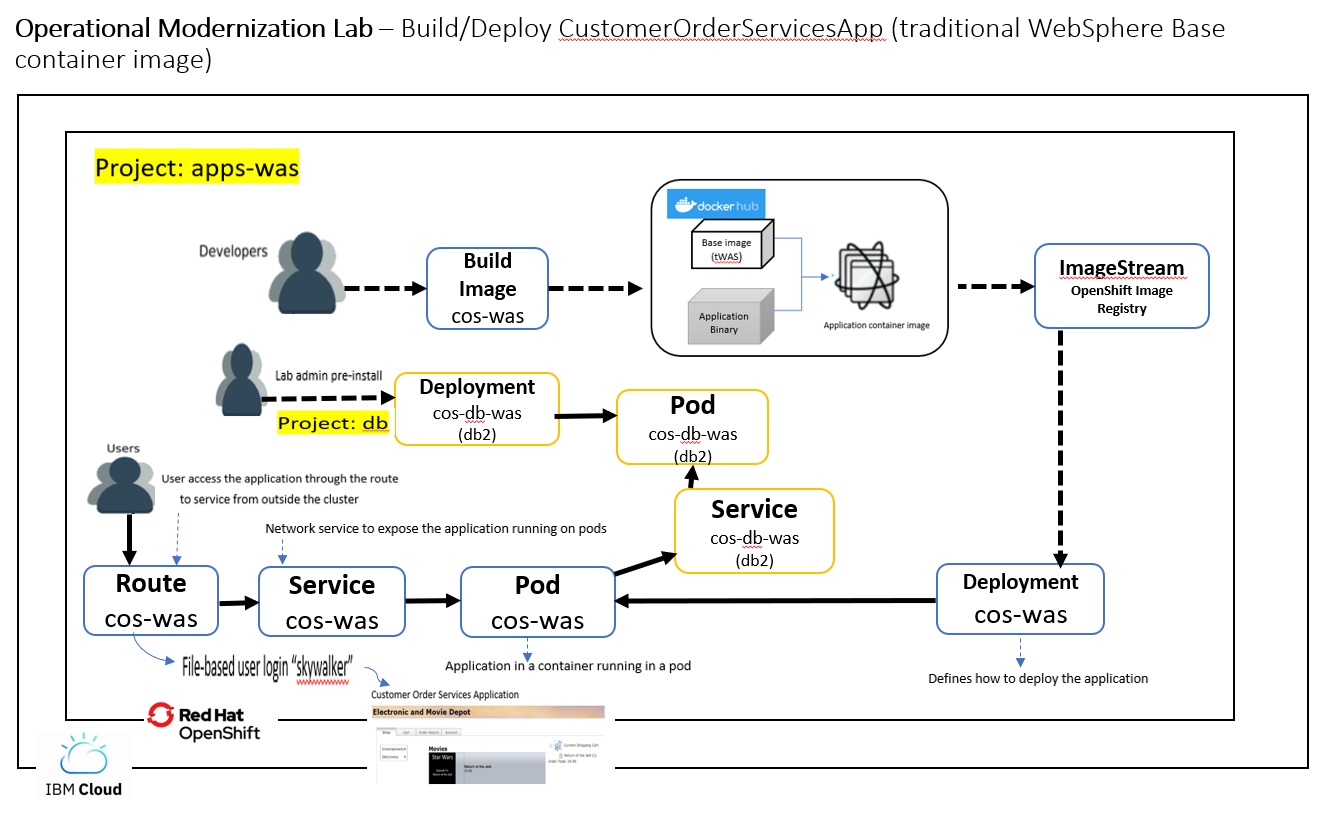 Operational Modernization Lab – Build/Deploy CustomerOrderServicesApp (traditional WebSphere Base
container image)
Project: apps-was
Developers
Build
Image
cos-was
docker hub
Base image
(tWAS)
Application
Binary
Application container image
ImageStream
OpenShift Image
Registry
Lab admin pre-install
Project: db
Deployment
cos-db-was
(db2)
Pod
cos-db-was
(db2)
Users
User access the application through the route
to service from outside the cluster
Network service to expose the application running on pods
Service
cos-db-was
(db2)
Route
cos-was
Service
cos-was
Pod
cos-was
Deployment
cos-was
File-based user login “skywalker”
Application in a container running in a pod
Defines how to deploy the application
Customer Order Services Application
Electronic and Movie Depot
Shop Cart Order History Account
Entertainment
Electronics
Movies
Star Wars
Return of the Jedi
Current Shopping Cart
Red Hat
OpenShift
IBM Cloud